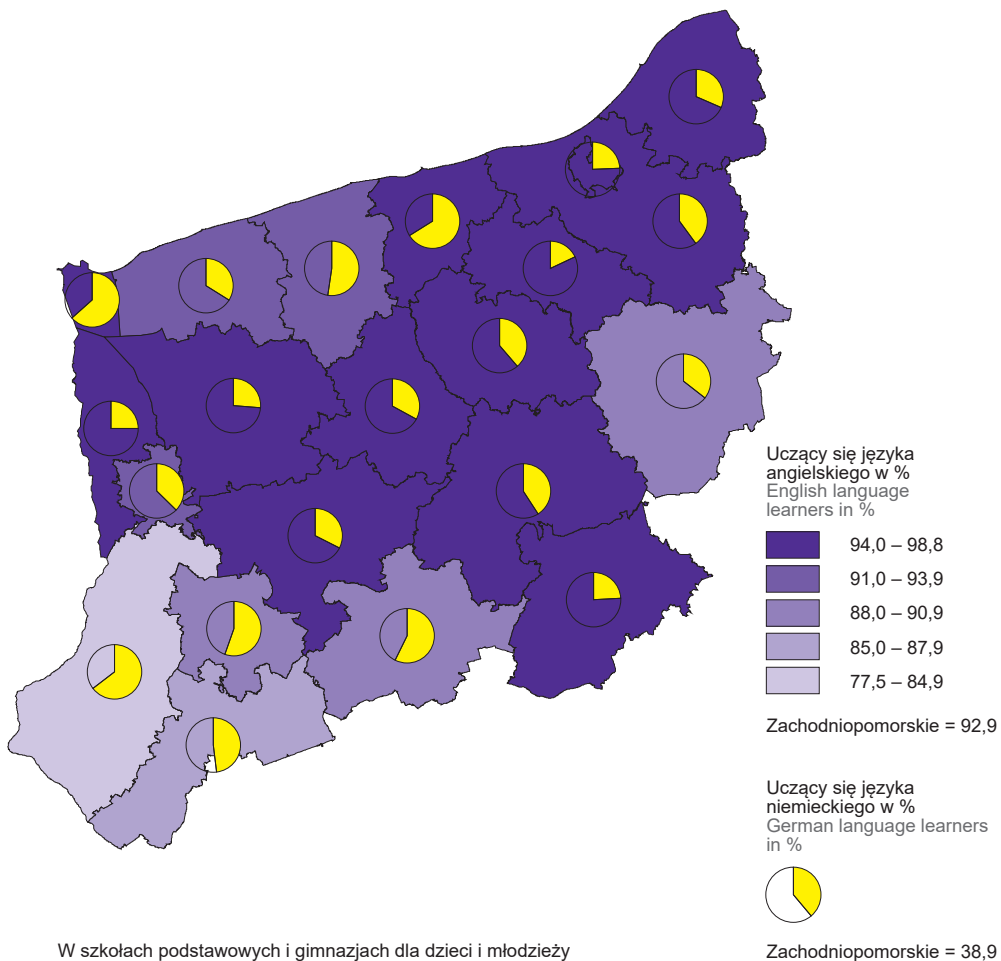 Uczący się języka
angielskiego w %
English language
learners in %
94,0 – 98,8
91,0 – 93,9
88,0 – 90,9
85,0 – 87,9
77,5 – 84,9
Zachodniopomorskie = 92,9
Uczący się języka
niemieckiego w %
German language learners
in %
Zachodniopomorskie = 38,9
W szkołach podstawowych i gimnazjach dla dzieci i młodzieży